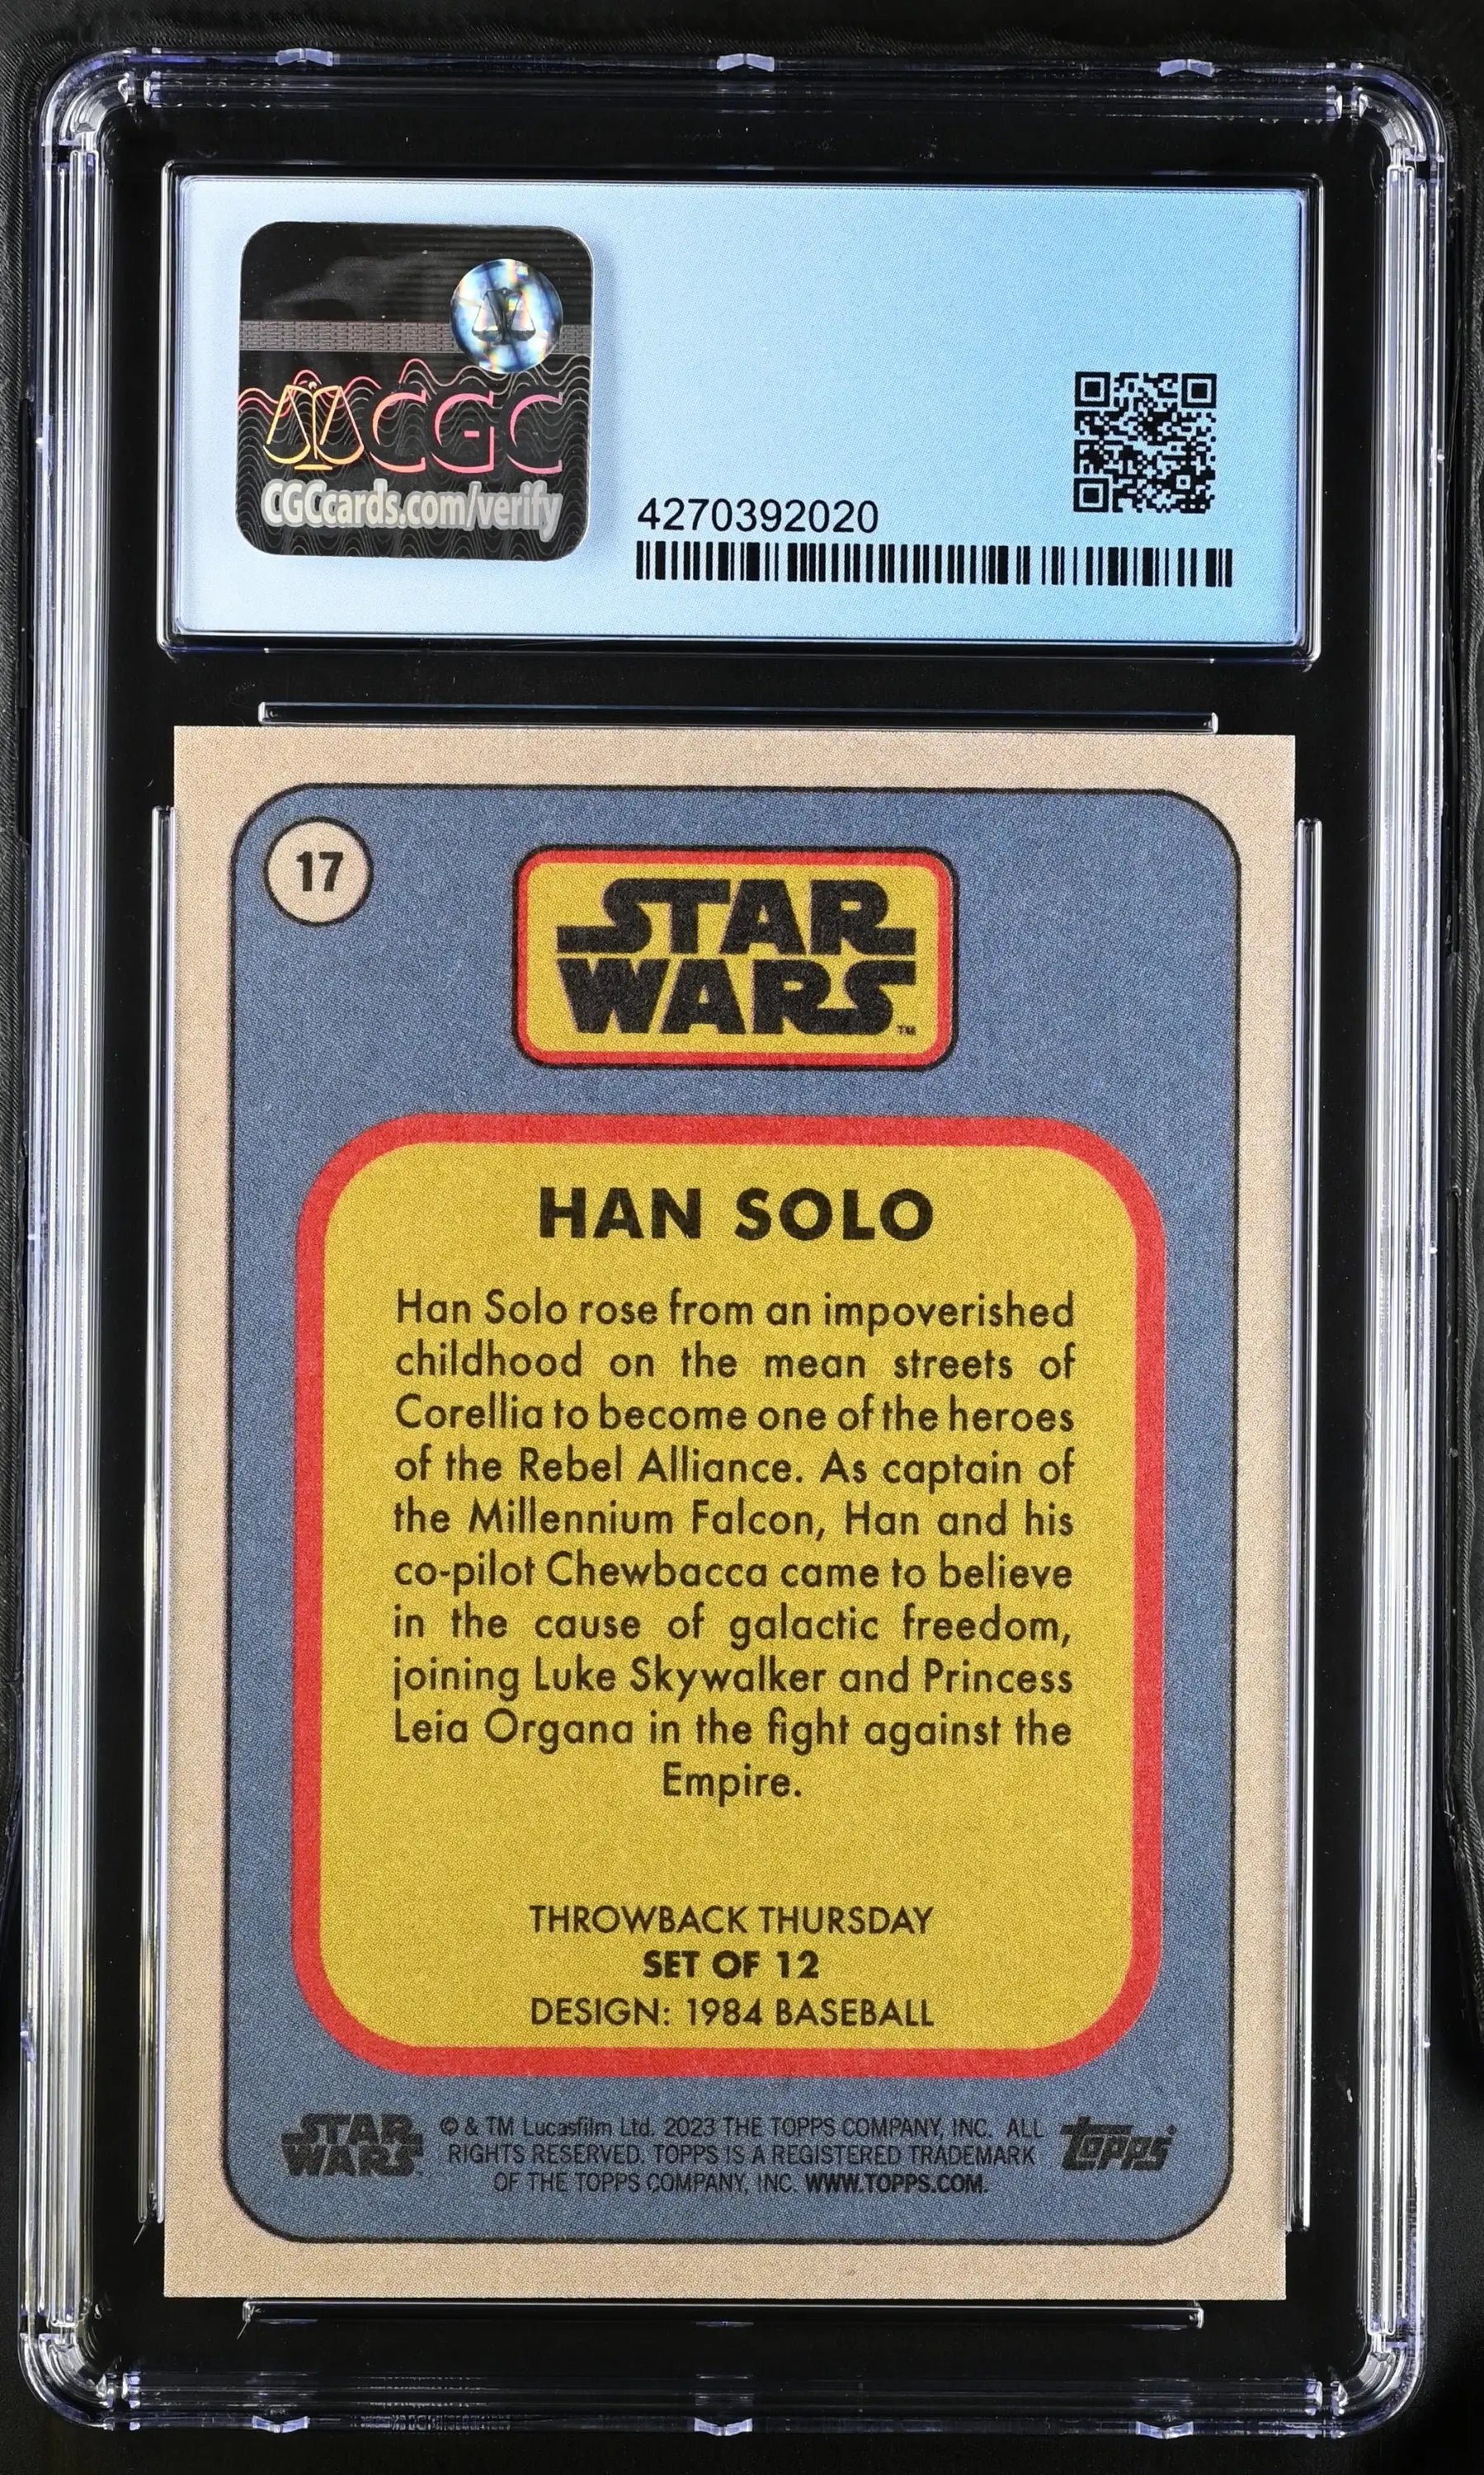 CGC
CGCcards.com/verify
4270392020
17
STAR
WARS
TM
HAN SOLO
Han Solo rose from an impoverished
childhood on the mean streets of
Corellia to become one of the heroes
of the Rebel Alliance. As captain of
the Millennium Falcon, Han and his
co-pilot Chewbacca came to believe
in the cause of galactic freedom,
joining Luke Skywalker and Princess
Leia Organa in the fight against the
Empire.
THROWBACK THURSDAY
SET OF 12
DESIGN: 1984 BASEBALL
STAR
WARS
© & TM Lucasfilm Ltd. 2023 THE TOPPS COMPANY, INC. ALL
RIGHTS RESERVED. TOPPS IS A REGISTERED TRADEMARK
OF THE TOPPS COMPANY, INC. WWW.TOPPS.COM.
topps